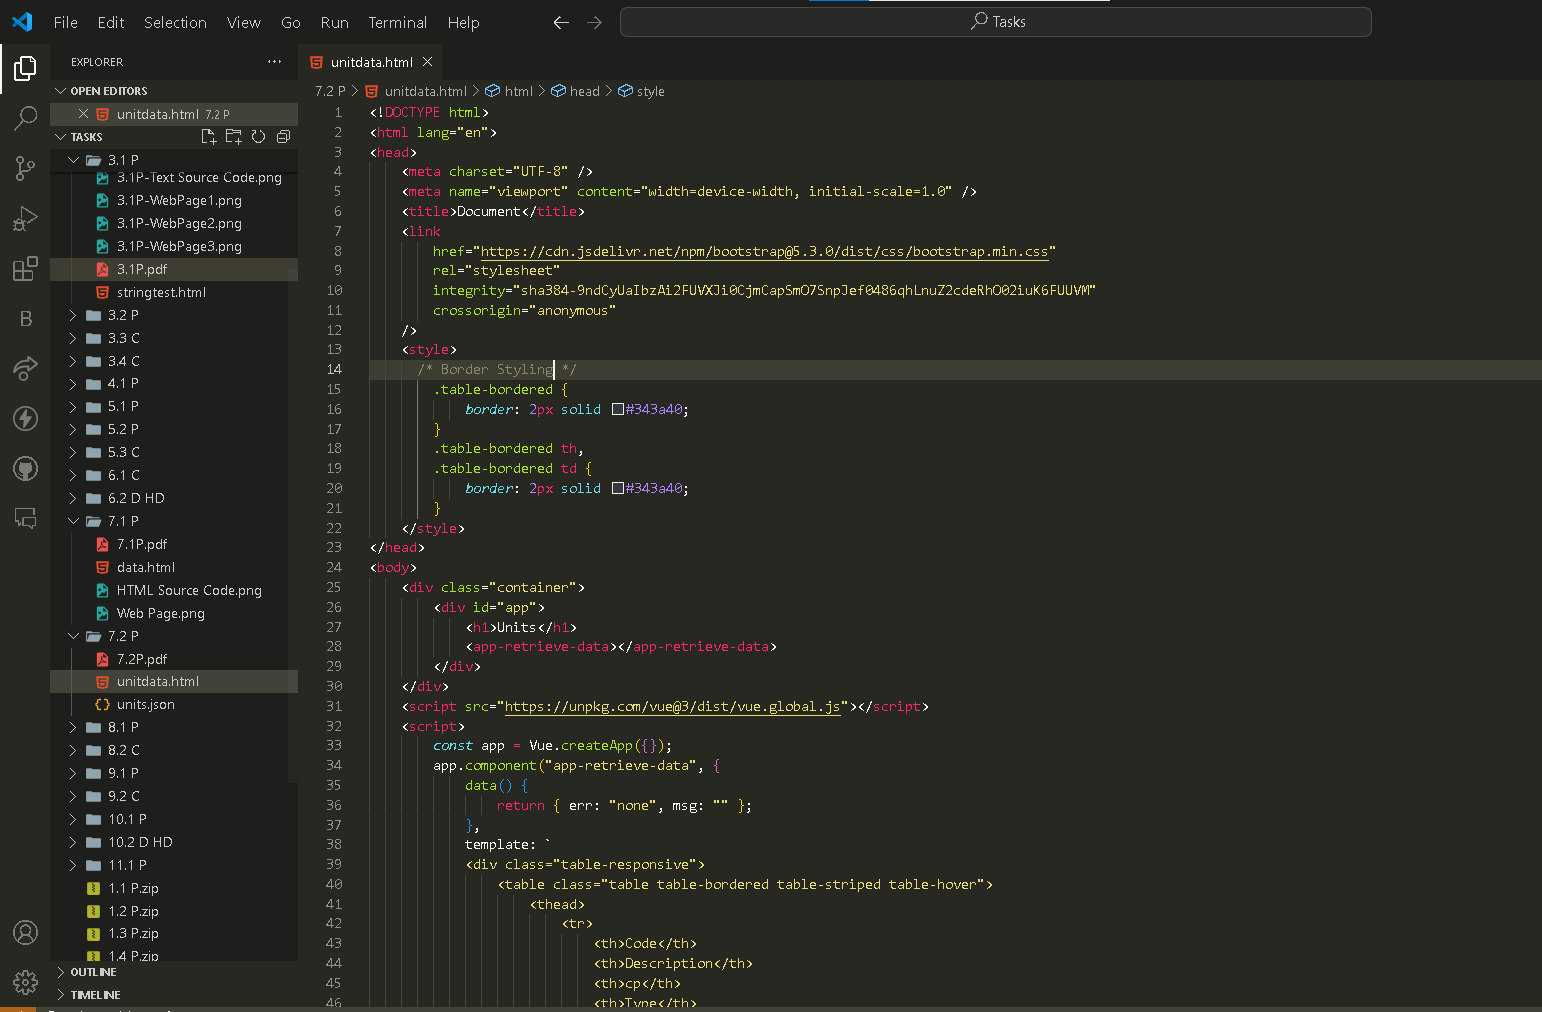 File Edit Selection View Go Run Terminal Help
Tasks
EXPLORER
OPEN EDITORS
unitdata.html 7.2 P
TASKS
3.1 P
3.1P-Text Source Code.png
3.1P-WebPage1.png
3.1P-WebPage2.png
3.1P-WebPage3.png
3.1P.pdf
stringtest.html
3.2 P
3.3 C
3.4 C
4.1 P
5.1 P
5.2 P
5.3 C
6.1 C
6.2 D HD
7.1 P
7.1P.pdf
data.html
HTML Source Code.png
Web Page.png
7.2 P
7.2P.pdf
unitdata.html
units.json
8.1 P
8.2 C
9.1 P
9.2 C
10.1 P
10.2 D HD
11.1 P
1.1 P.zip
1.2 P.zip
1.3 P.zip
1.4 P.zip
OUTLINE
TIMELINE
unitdata.html
7.2 P > unitdata.html > html > head > style
1 <!DOCTYPE html>
2 <html lang="en">
3 <head>
4 <meta charset="UTF-8" />
5 <meta name="viewport" content="width=device-width, initial-scale=1.0" />
6 <title>Document</title>
7 <link
8 href="https://cdn.jsdelivr.net/npm/bootstrap@5.3.0/dist/css/bootstrap.min.css"
9 rel="stylesheet"
10 integrity="sha384-9ndCyUaIbzAi2FUVXJi0CjmCapSmO7SnpJef0486qhLnuZ2cdeRhO02iuK6FUUVM"
11 crossorigin="anonymous"
12 />
13 <style>
14 /* Border Styling */
15 .table-bordered {
16 border: 2px solid #343a40;
17 }
18 .table-bordered th,
19 .table-bordered td {
20 border: 2px solid #343a40;
21 }
22 </style>
23 </head>
24 <body>
25 <div class="container">
26 <div id="app">
27 <h1>Units</h1>
28 <app-retrieve-data></app-retrieve-data>
29 </div>
30 </div>
31 <script src="https://unpkg.com/vue@3/dist/vue.global.js"></script>
32 <script>
33 const app = Vue.createApp({});
34 app.component("app-retrieve-data", {
35 data() {
36 return { err: "none", msg: "" };
37 },
38 template: `
39 <div class="table-responsive">
40 <table class="table table-bordered table-striped table-hover">
41 <thead>
42 <tr>
43 <th>Code</th>
44 <th>Description</th>
45 <th>cp</th>
46 <th>Type</th>